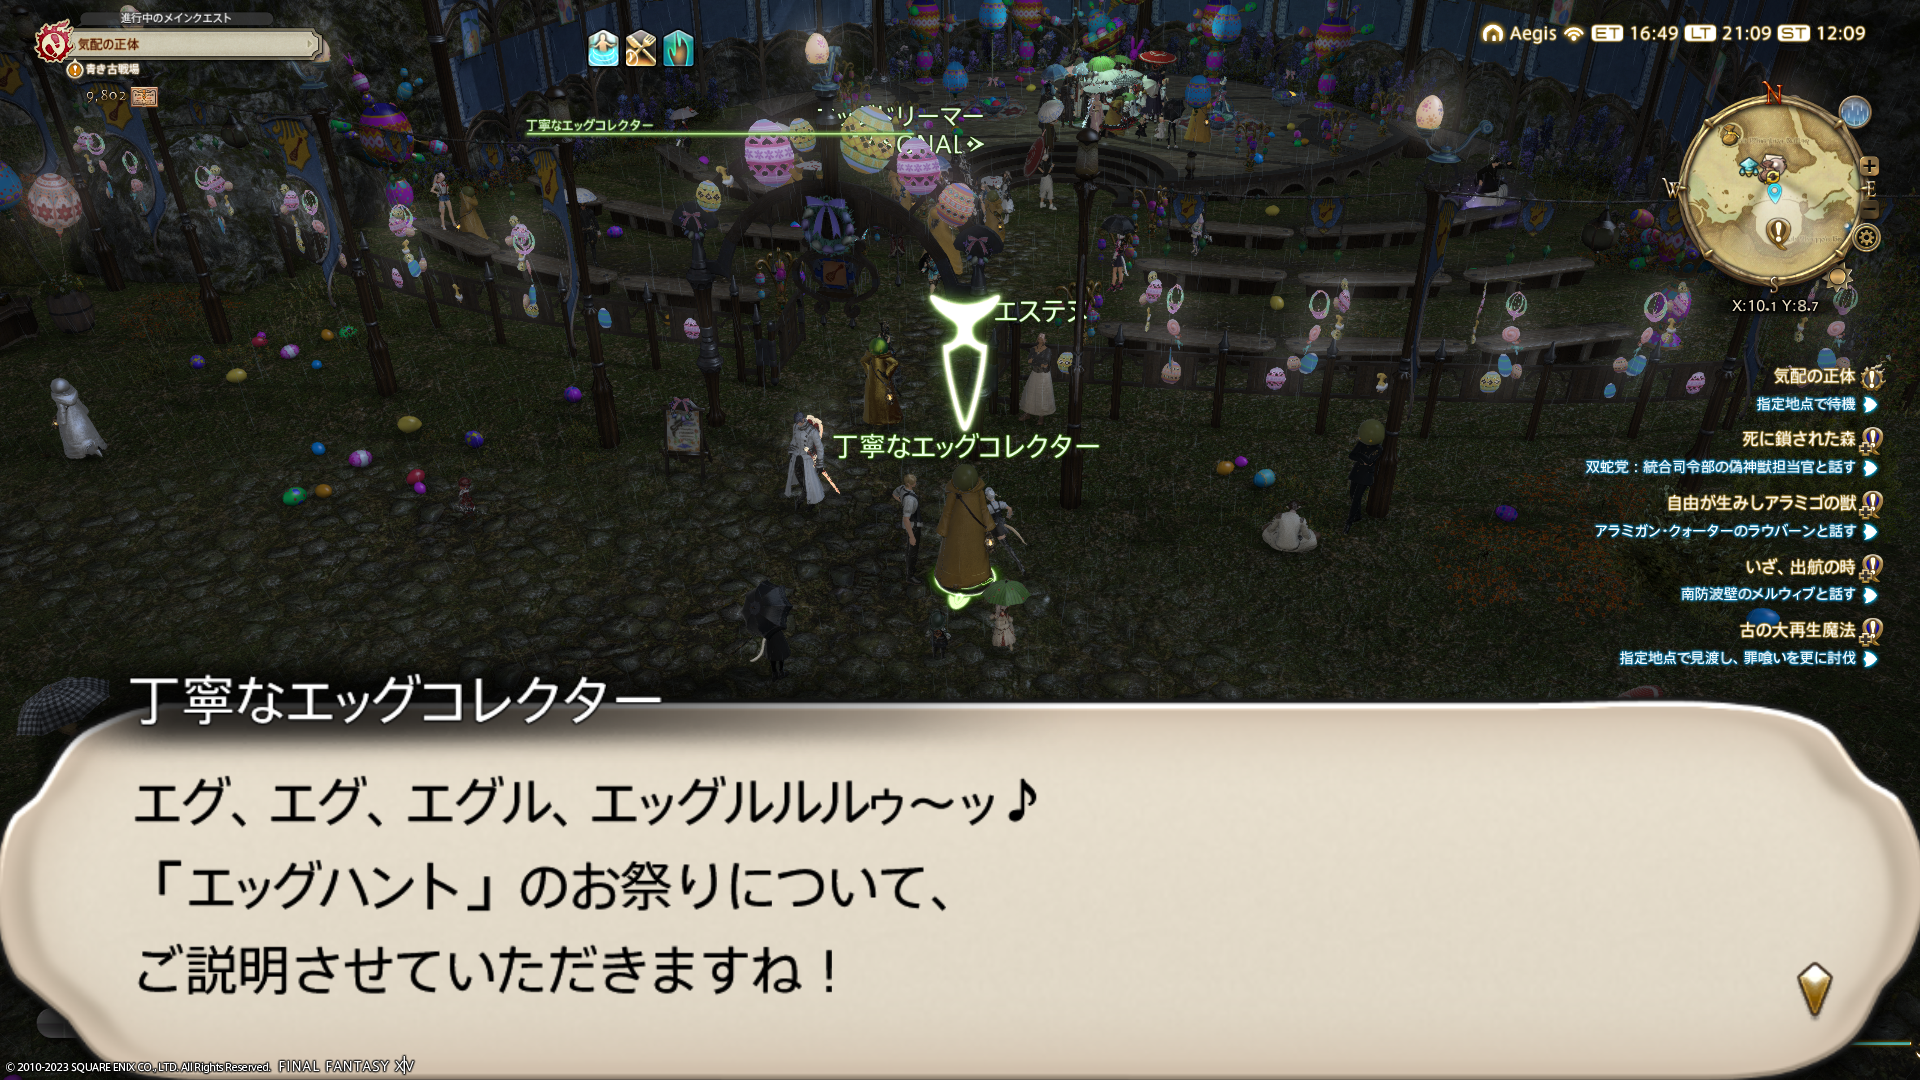 進行中のメインクエスト
気配の正体
青き古戦場
9,802
Aegis ET 16:49 LT 21:09 ST 12:09
N
W
E
S
X:10.1 Y:8.7
丁寧なエッグコレクター
ドリーマー
エステヌ
丁寧なエッグコレクター
気配の正体
指定地点で待機
死に鎖された森
双蛇党：統合司令部の偽神獣担当官と話す
自由が生みしアラミゴの獣
アラミガン・クォーターのラウバーンと話す
いざ、出航の時
南防波壁のメルウィブと話す
古の大再生魔法
指定地点で見渡し、罪喰いを更に討伐
丁寧なエッグコレクター
エグ、エグ、エグル、エッグルルルゥ～ッ♪
「エッグハント」のお祭りについて、
ご説明させていただきますね！
© 2010-2023 SQUARE ENIX CO., LTD. All Rights Reserved. FINAL FANTASY XIV